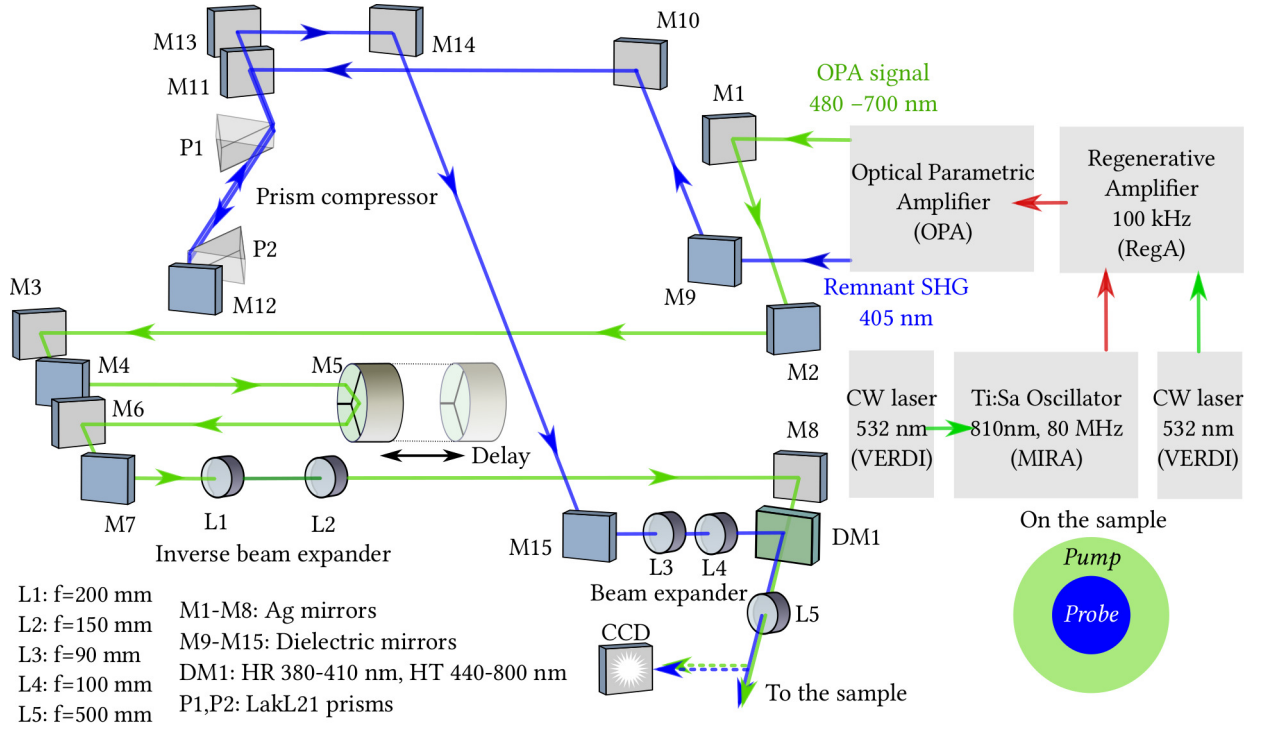 M13
M14
M10
M11
M1
OPA signal
480 –700 nm
P1
Prism compressor
Optical Parametric
Amplifier
(OPA)
Regenerative
Amplifier
100 kHz
(RegA)
P2
M12
M9
Remnant SHG
405 nm
M3
M2
M4
M5
M6
CW laser
532 nm
(VERDI)
Ti:Sa Oscillator
810nm, 80 MHz
(MIRA)
CW laser
532 nm
(VERDI)
Delay
M8
M7
L1
L2
Inverse beam expander
M15
L3
L4
Beam expander
DM1
L5
CCD
To the sample
On the sample
Pump
Probe
L1: f=200 mm
L2: f=150 mm
L3: f=90 mm
L4: f=100 mm
L5: f=500 mm
M1-M8: Ag mirrors
M9-M15: Dielectric mirrors
DM1: HR 380-410 nm, HT 440-800 nm
P1,P2: LakL21 prisms